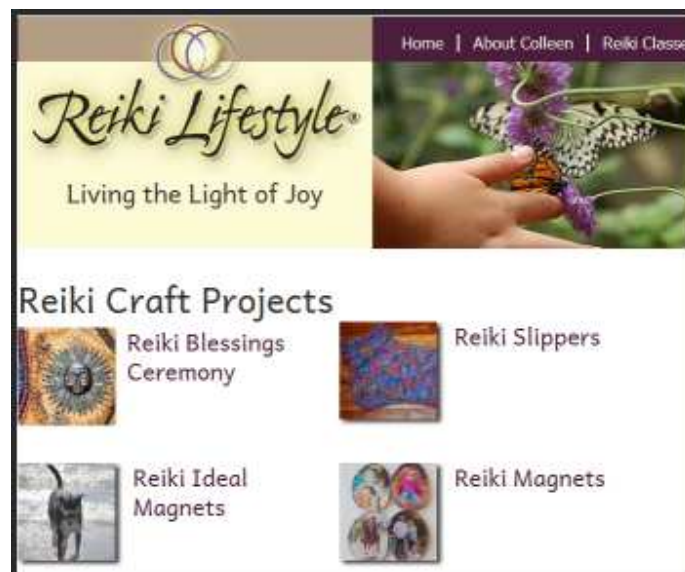 Home | About Colleen | Reiki Classe
Reiki Lifestyle®
Living the Light of Joy
Reiki Craft Projects
Reiki Blessings
Ceremony
Reiki Slippers
Reiki Ideal
Magnets
Reiki Magnets